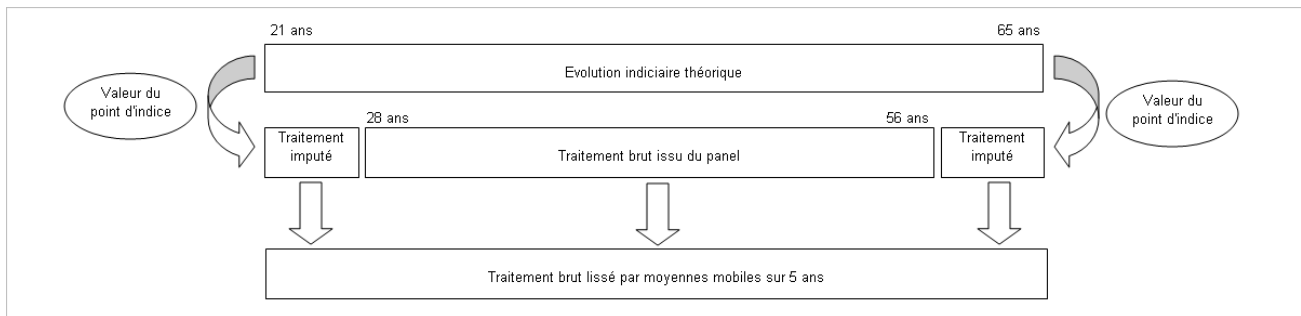 21 ans
65 ans
Evolution indiciaire théorique
Valeur du
point d'indice
Valeur du
point d'indice
28 ans
56 ans
Traitement
imputé
Traitement brut issu du panel
Traitement
imputé
Traitement brut lissé par moyennes mobiles sur 5 ans